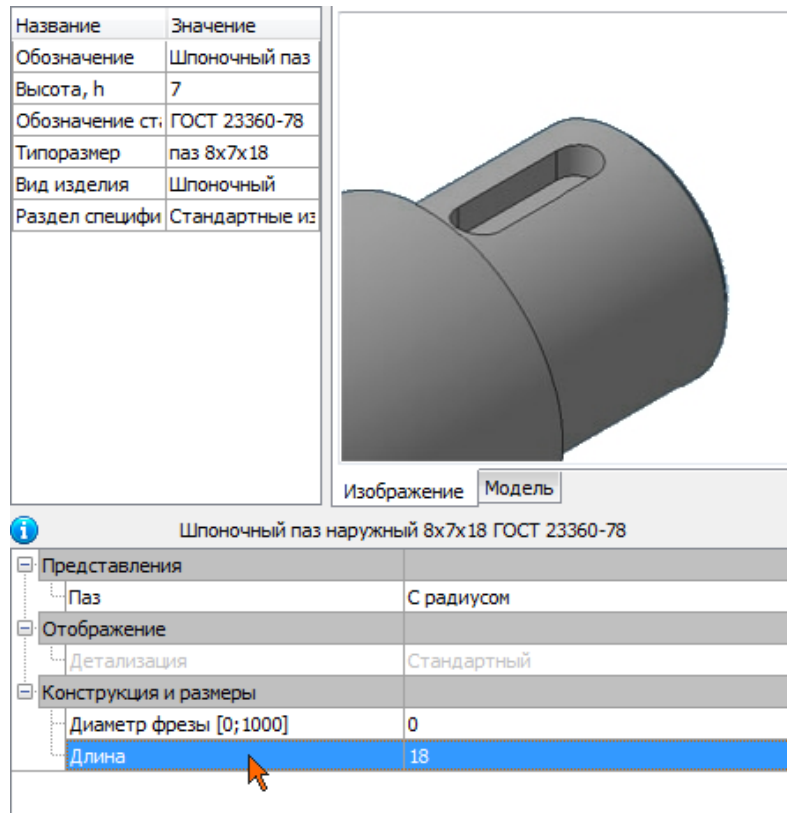 Название Значение
Обозначение Шпоночный паз
Высота, h 7
Обозначение ст ГОСТ 23360-78
Типоразмер паз 8x7x18
Вид изделия Шпоночный
Раздел специфи Стандартные из
Изображение Модель
Шпоночный паз наружный 8x7x18 ГОСТ 23360-78
Представления
Паз С радиусом
Отображение
Детализация Стандартный
Конструкция и размеры
Диаметр фрезы [0;1000] 0
Длина 18